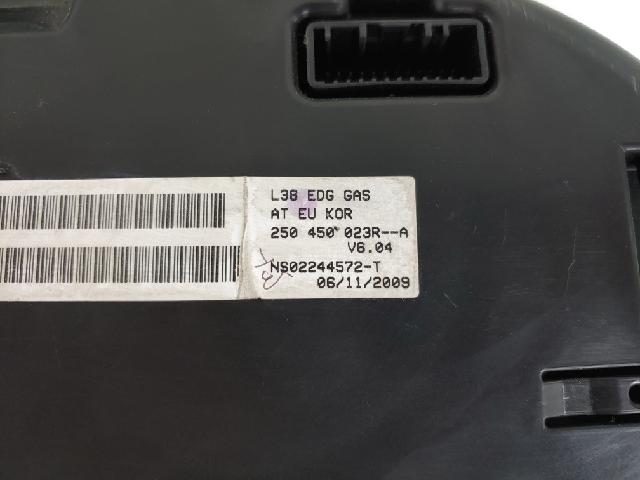 L38 EDG GAS
AT EU KOR
250 450 023R--A
V6.04
NS02244572-T
06/11/2009